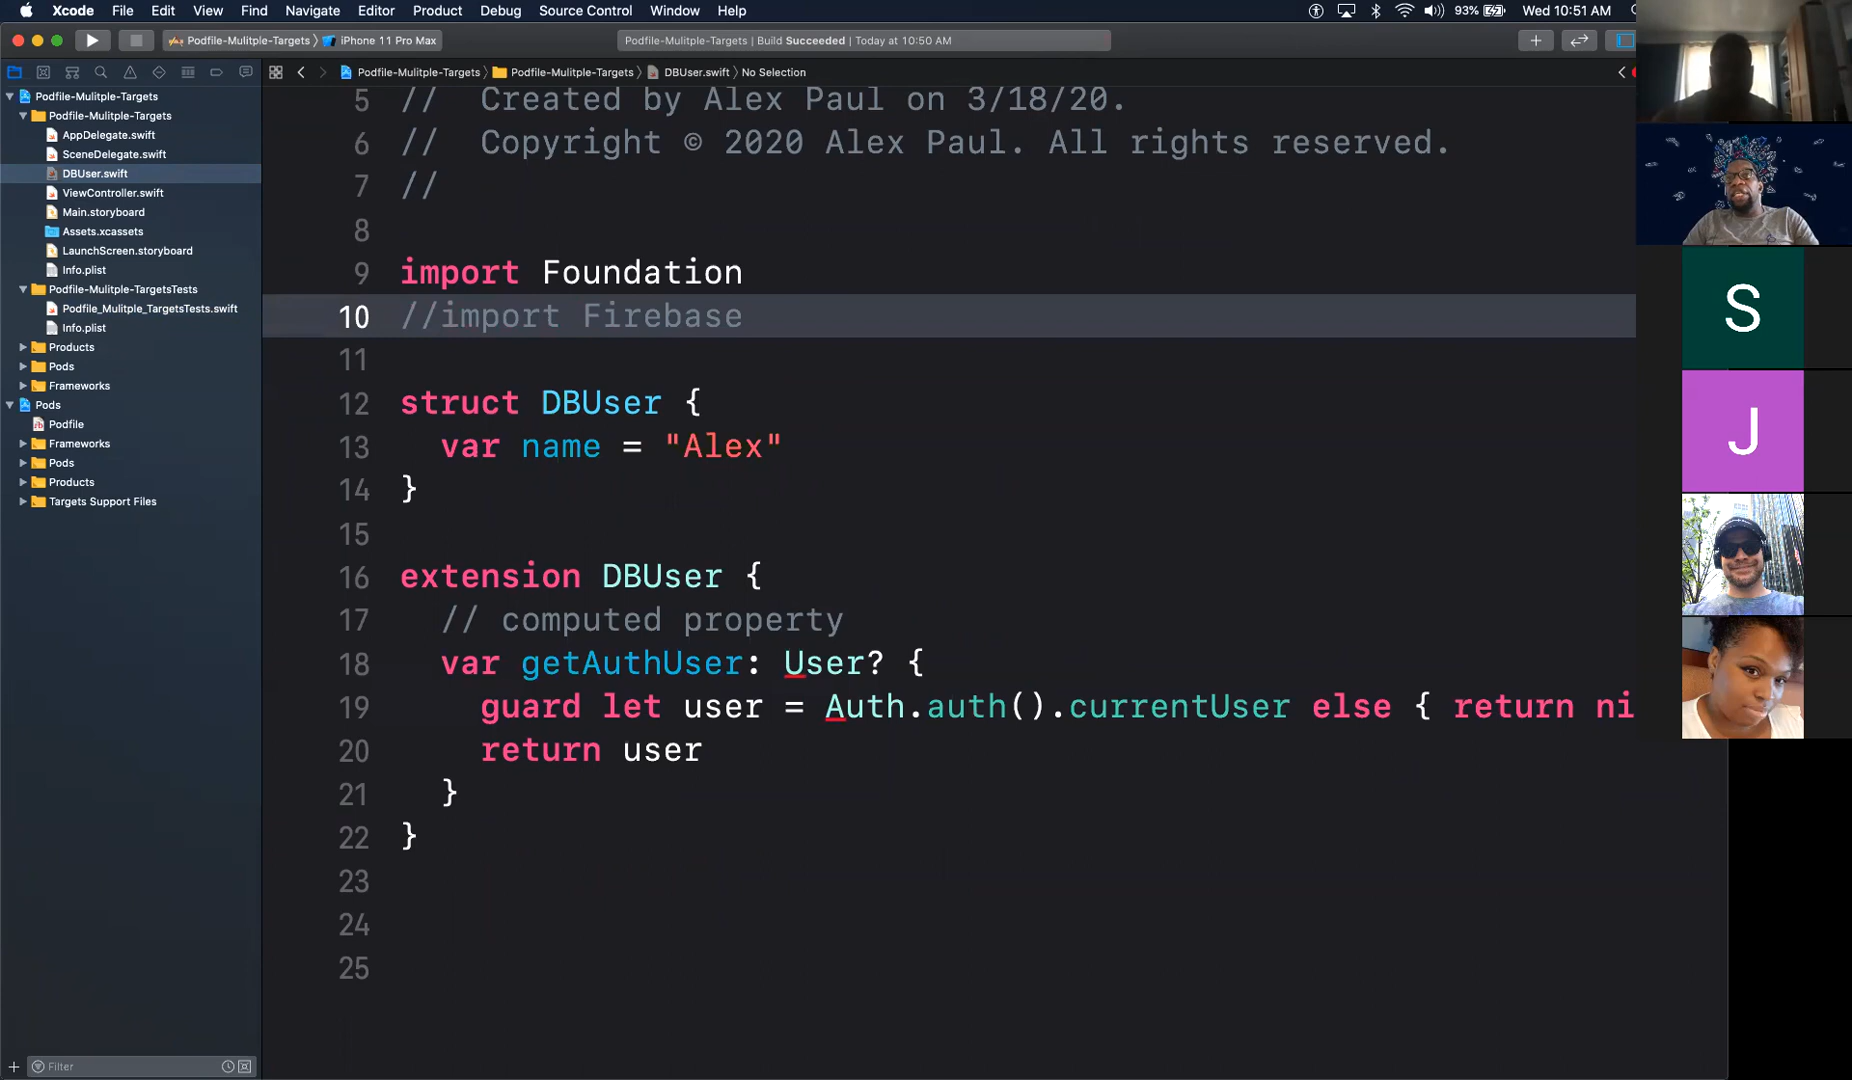 Xcode File Edit View Find Navigate Editor Product Debug Source Control Window Help 93% Wed 10:51 AM
Podfile-Mulitple-Targets iPhone 11 Pro Max Podfile-Mulitple-Targets | Build Succeeded | Today at 10:50 AM
Podfile-Mulitple-Targets Podfile-Mulitple-Targets DBUser.swift No Selection
Podfile-Mulitple-Targets
Podfile-Mulitple-Targets
AppDelegate.swift
SceneDelegate.swift
DBUser.swift
ViewController.swift
Main.storyboard
Assets.xcassets
LaunchScreen.storyboard
Info.plist
Podfile-Mulitple-TargetsTests
Podfile_Mulitple_TargetsTests.swift
Info.plist
Products
Pods
Frameworks
Pods
Podfile
Frameworks
Pods
Products
Targets Support Files
Filter
5 //  Created by Alex Paul on 3/18/20.
6 //  Copyright © 2020 Alex Paul. All rights reserved.
7 //
8
9 import Foundation
10 //import Firebase
11
12 struct DBUser {
13 var name = "Alex"
14 }
15
16 extension DBUser {
17 // computed property
18 var getAuthUser: User? {
19 guard let user = Auth.auth().currentUser else { return ni
20 return user
21 }
22 }
23
24
25
S
J